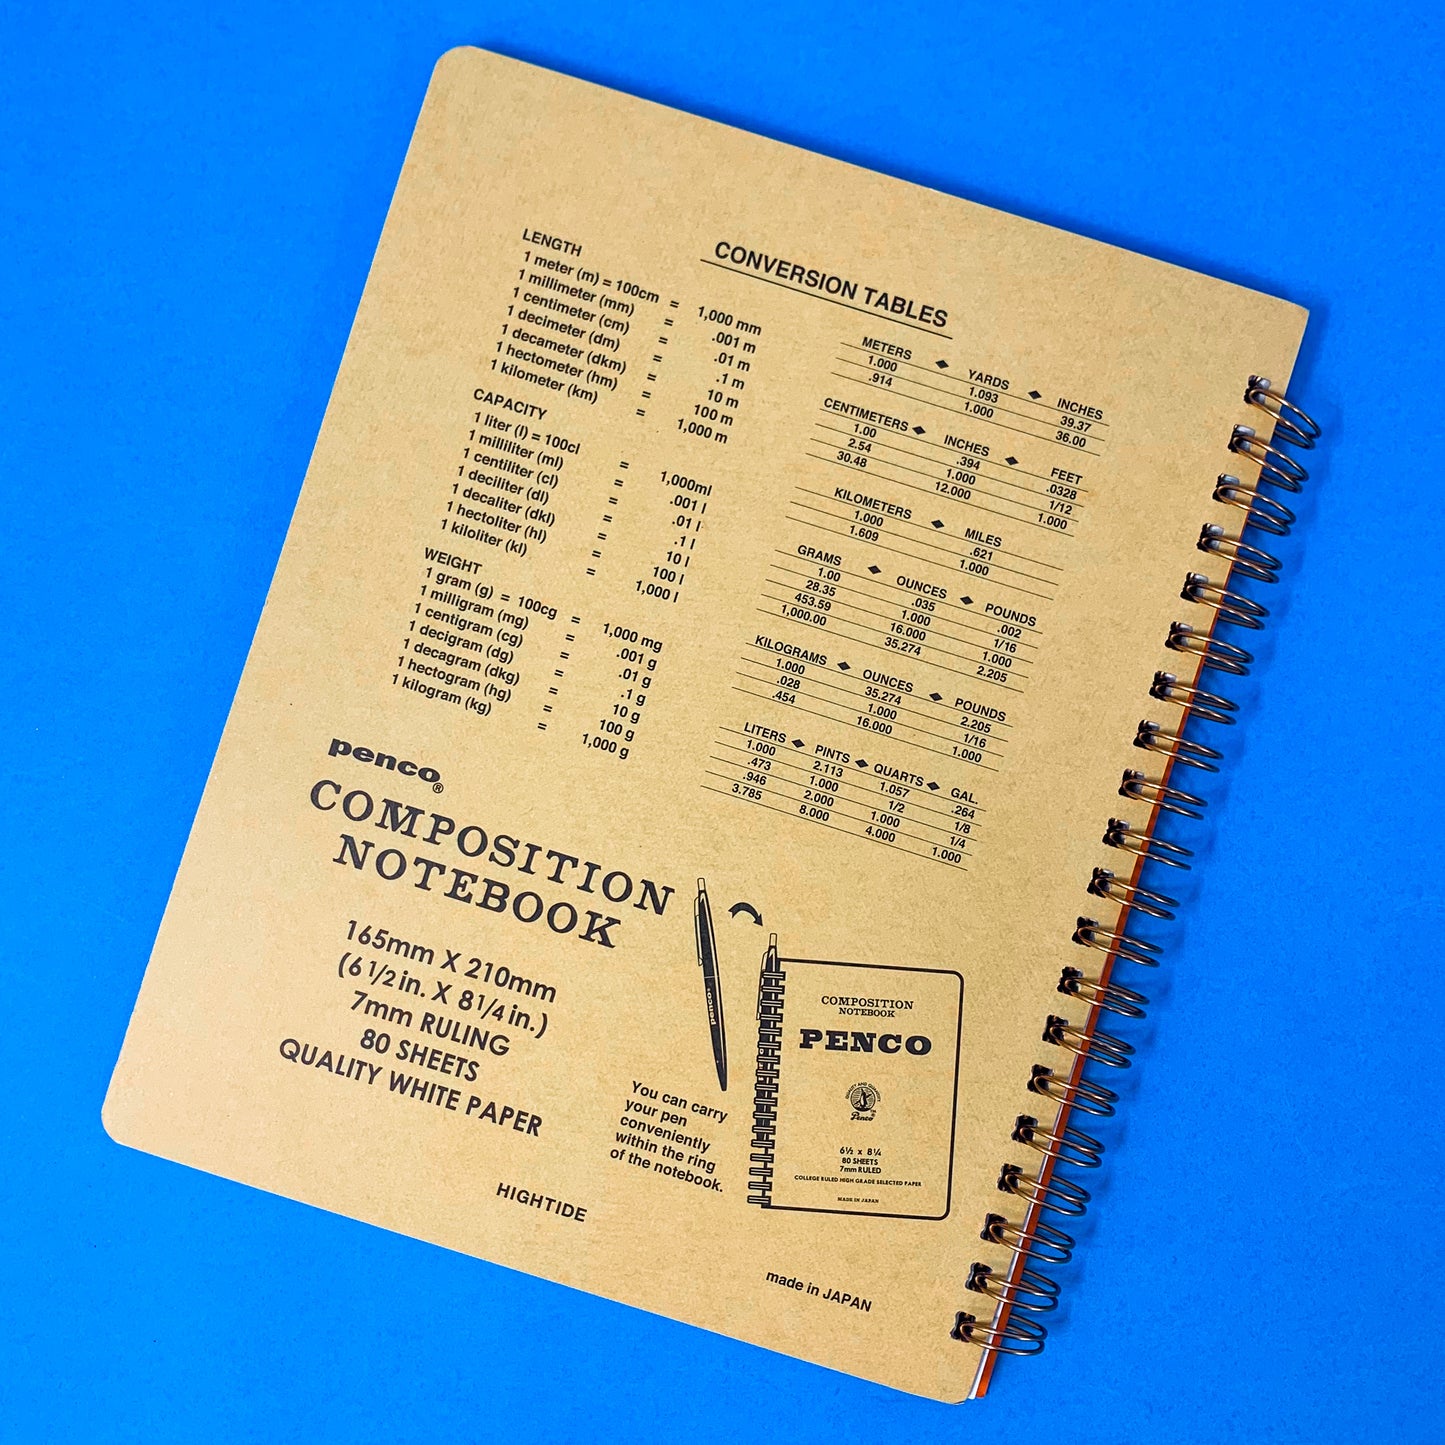 CONVERSION TABLES
LENGTH
1 meter (m) = 100cm = 1,000 mm
1 millimeter (mm) = .001 m
1 centimeter (cm) = .01 m
1 decimeter (dm) = .1 m
1 decameter (dkm) = 10 m
1 hectometer (hm) = 100 m
1 kilometer (km) = 1,000 m
CAPACITY
1 liter (l) = 100cl = 1,000ml
1 milliliter (ml) = .001 l
1 centiliter (cl) = .01 l
1 deciliter (dl) = .1 l
1 decaliter (dkl) = 10 l
1 hectoliter (hl) = 100 l
1 kiloliter (kl) = 1,000 l
WEIGHT
1 gram (g) = 100cg = 1,000 mg
1 milligram (mg) = .001 g
1 centigram (cg) = .01 g
1 decigram (dg) = .1 g
1 decagram (dkg) = 10 g
1 hectogram (hg) = 100 g
1 kilogram (kg) = 1,000 g
METERS ◆ YARDS ◆ INCHES
1.000 1.093 39.37
.914 1.000 36.00
CENTIMETERS ◆ INCHES ◆ FEET
1.00 .394 .0328
2.54 1.000 1/12
30.48 12.000 1.000
KILOMETERS ◆ MILES
1.000 .621
1.609 1.000
GRAMS ◆ OUNCES ◆ POUNDS
1.00 .035 .002
28.35 1.000 1/16
453.59 16.000 1.000
1,000.00 35.274 2.205
KILOGRAMS ◆ OUNCES ◆ POUNDS
1.000 35.274 2.205
.028 1.000 1/16
.454 16.000 1.000
LITERS ◆ PINTS ◆ QUARTS ◆ GAL.
1.000 2.113 1.057 .264
.473 1.000 1/2 1/8
.946 2.000 1.000 1/4
3.785 8.000 4.000 1.000
penco®
COMPOSITION
NOTEBOOK
165mm X 210mm
(6 1/2 in. X 8 1/4 in.)
7mm RULING
80 SHEETS
QUALITY WHITE PAPER
HIGHTIDE
penco
You can carry
your pen
conveniently
within the ring
of the notebook.
COMPOSITION
NOTEBOOK
PENCO
Penco
6½ x 8¼
80 SHEETS
7mm RULED
COLLEGE RULED HIGH GRADE SELECTED PAPER
MADE IN JAPAN
made in JAPAN